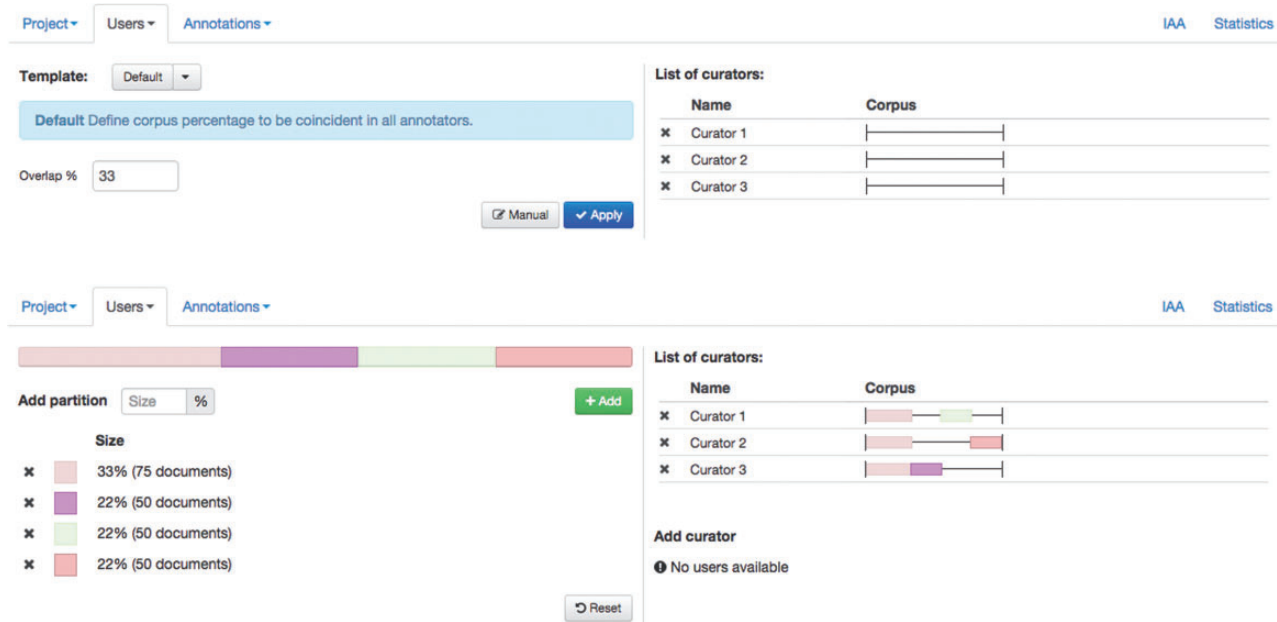 Project Users Annotations IAA Statistics
Template: Default
Default Define corpus percentage to be coincident in all annotators.
Overlap % 33
Manual Apply
List of curators:
Name Corpus
Curator 1
Curator 2
Curator 3
Project Users Annotations IAA Statistics
Add partition Size % + Add
Size
33% (75 documents)
22% (50 documents)
22% (50 documents)
22% (50 documents)
Reset
List of curators:
Name Corpus
Curator 1
Curator 2
Curator 3
Add curator
No users available